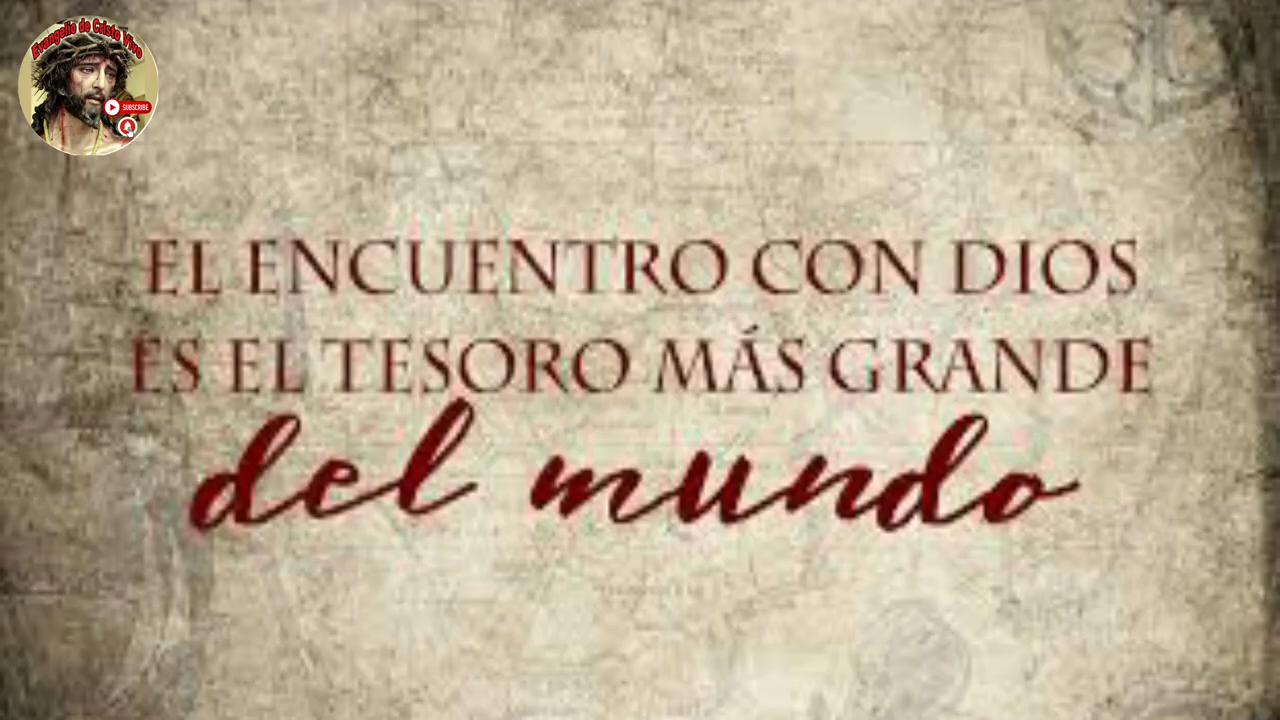 Evangelio de Cristo Vivo
SUBSCRIBE
EL ENCUENTRO CON DIOS
ES EL TESORO MÁS GRANDE
del mundo